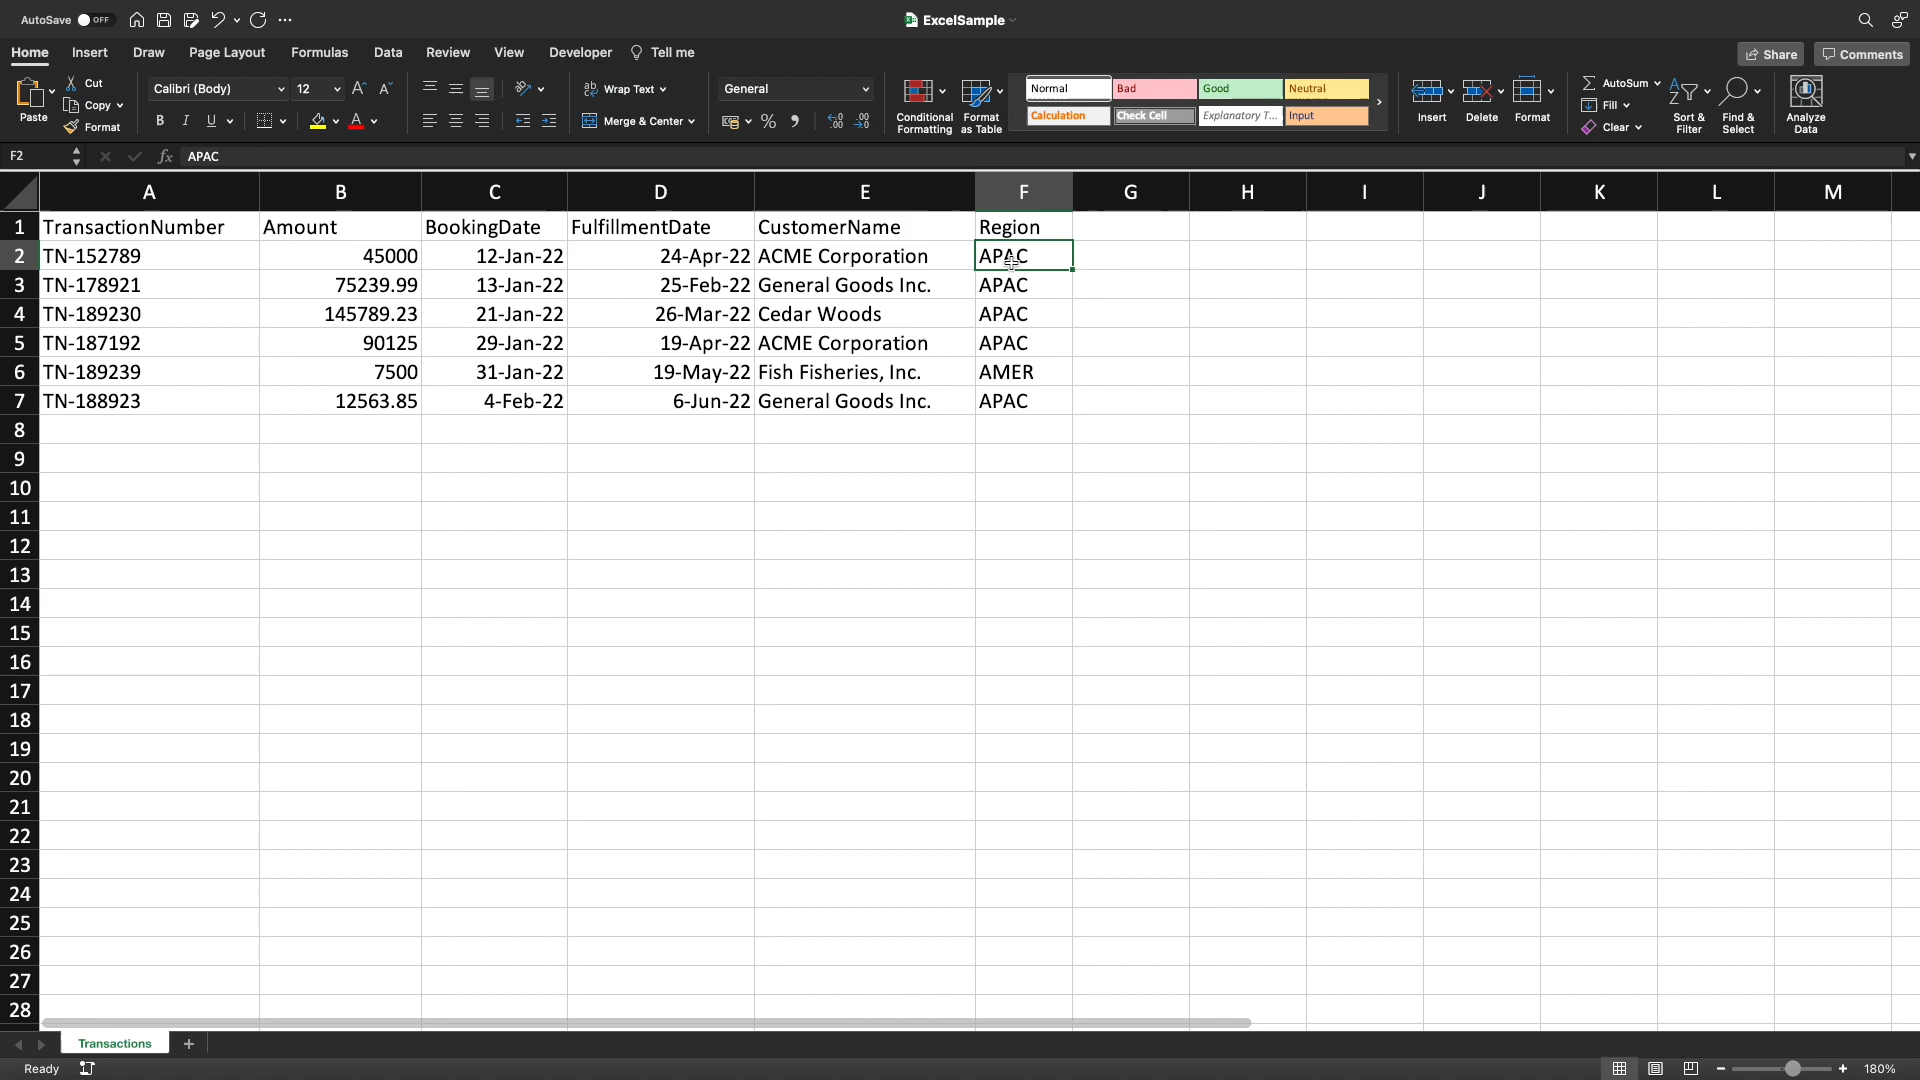 AutoSave OFF ExcelSample
Home Insert Draw Page Layout Formulas Data Review View Developer Tell me Share Comments
Paste Cut Copy Format
Calibri (Body) 12
B I U A
Wrap Text
Merge & Center
General
% 9
Conditional Formatting
Format as Table
Normal Bad Good Neutral
Calculation Check Cell Explanatory T... Input
Insert Delete Format
AutoSum
Fill
Clear
Sort & Filter
Find & Select
Analyze Data
F2 fx APAC
A B C D E F G H I J K L M
1 TransactionNumber Amount BookingDate FulfillmentDate CustomerName Region
2 TN-152789 45000 12-Jan-22 24-Apr-22 ACME Corporation APAC
3 TN-178921 75239.99 13-Jan-22 25-Feb-22 General Goods Inc. APAC
4 TN-189230 145789.23 21-Jan-22 26-Mar-22 Cedar Woods APAC
5 TN-187192 90125 29-Jan-22 19-Apr-22 ACME Corporation APAC
6 TN-189239 7500 31-Jan-22 19-May-22 Fish Fisheries, Inc. AMER
7 TN-188923 12563.85 4-Feb-22 6-Jun-22 General Goods Inc. APAC
8
9
10
11
12
13
14
15
16
17
18
19
20
21
22
23
24
25
26
27
28
Transactions +
Ready 180%